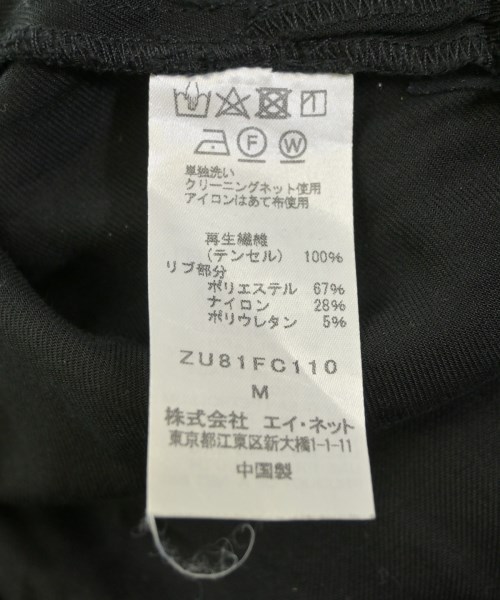 F W
単独洗い
クリーニングネット使用
アイロンはあて布使用
再生繊維
(テンセル) 100%
リブ部分
ポリエステル 67%
ナイロン 28%
ポリウレタン 5%
ZU81FC110
M
株式会社 エイ・ネット
東京都江東区新大橋1-1-11
中国製